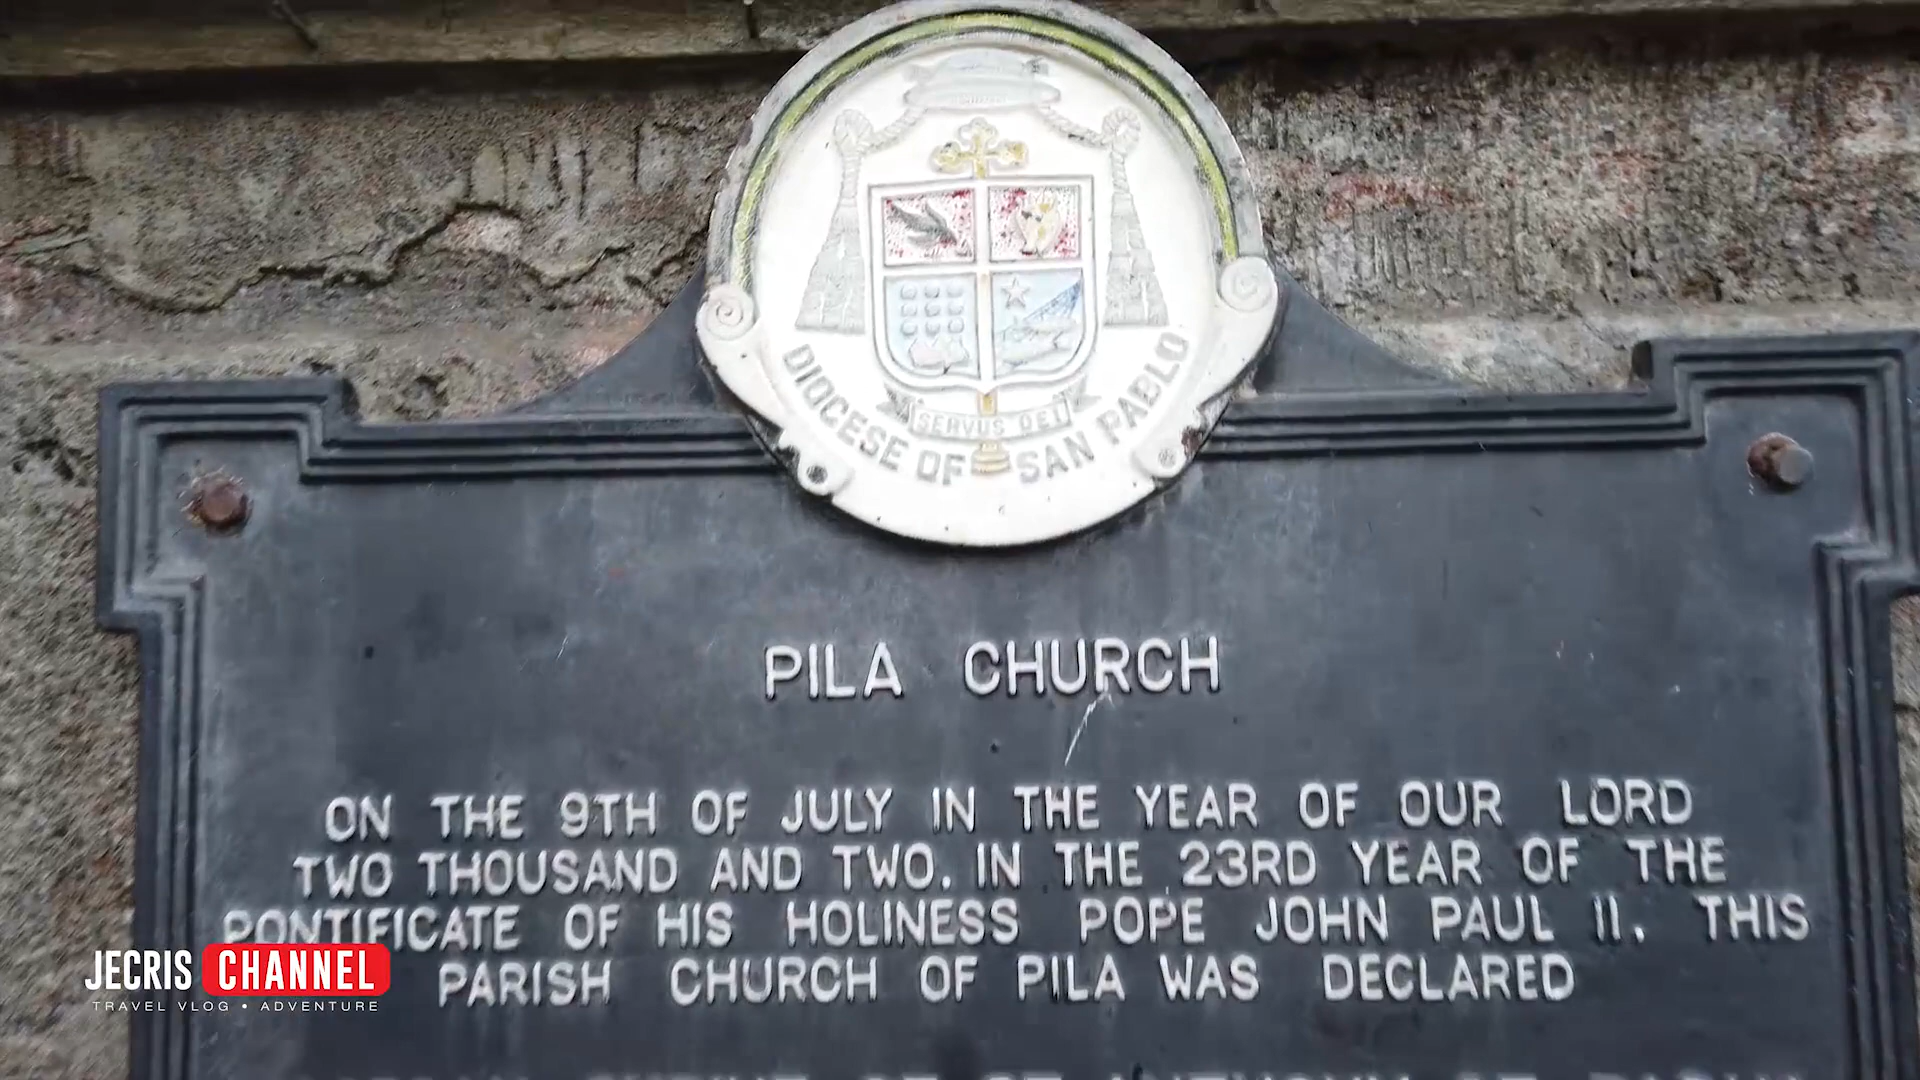 SERVUS DEI
DIOCESE OF SAN PABLO
PILA CHURCH
ON THE 9TH OF JULY IN THE YEAR OF OUR LORD
TWO THOUSAND AND TWO. IN THE 23RD YEAR OF THE
PONTIFICATE OF HIS HOLINESS POPE JOHN PAUL II. THIS
PARISH CHURCH OF PILA WAS DECLARED
JECRIS CHANNEL
TRAVEL VLOG • ADVENTURE